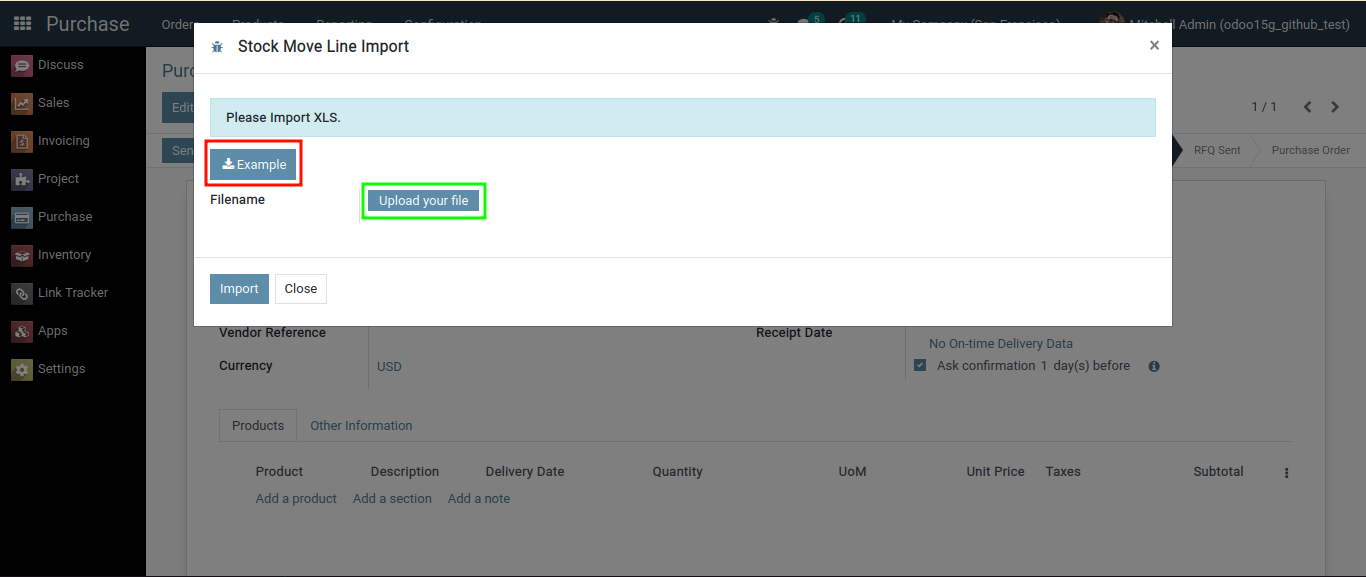 Purchase Orders Products Reporting Configuration 5 11 My Company (San Francisco) Mitchell Admin (odoo15g_github_test)
Stock Move Line Import ×
Discuss
Sales
Invoicing
Project
Purchase
Inventory
Link Tracker
Apps
Settings
Purc
Edit
1 / 1
Please Import XLS.
Sen
RFQ Sent Purchase Order
Example
Filename Upload your file
Import Close
Vendor Reference Receipt Date
No On-time Delivery Data
Currency USD Ask confirmation 1 day(s) before
Products Other Information
Product Description Delivery Date Quantity UoM Unit Price Taxes Subtotal
Add a product Add a section Add a note